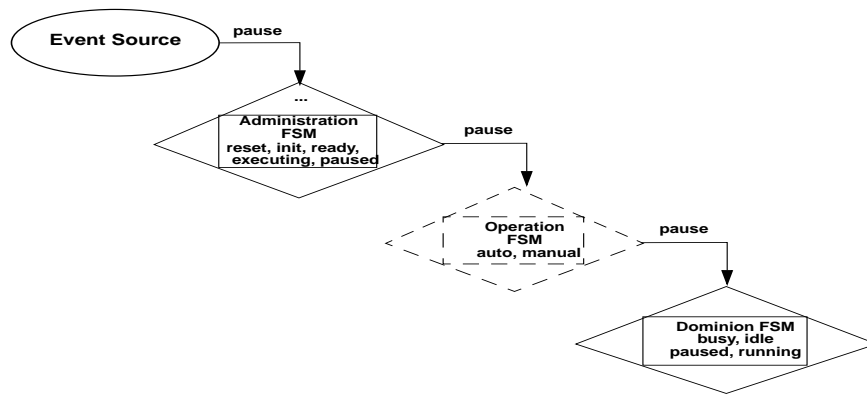 Event Source
pause
...
Administration
FSM
reset, init, ready,
executing, paused
pause
Operation
FSM
auto, manual
pause
Dominion FSM
busy, idle
paused, running